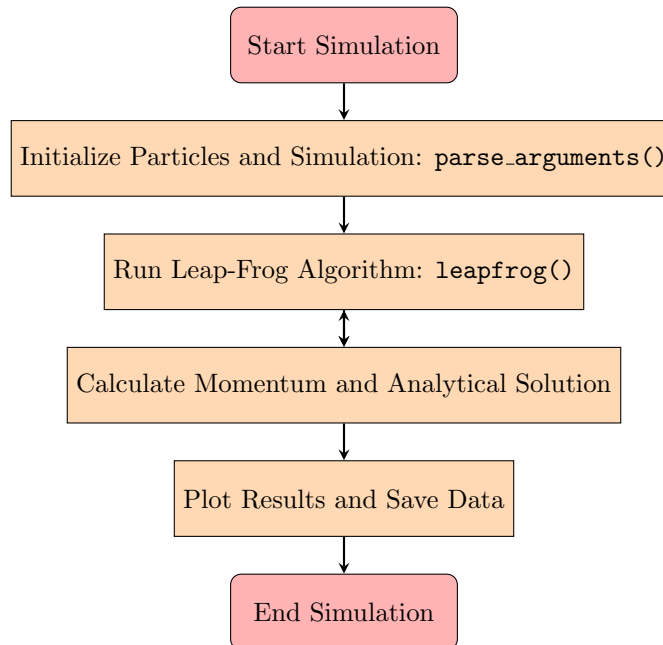 Start Simulation
Initialize Particles and Simulation: parse_arguments()
Run Leap-Frog Algorithm: leapfrog()
Calculate Momentum and Analytical Solution
Plot Results and Save Data
End Simulation